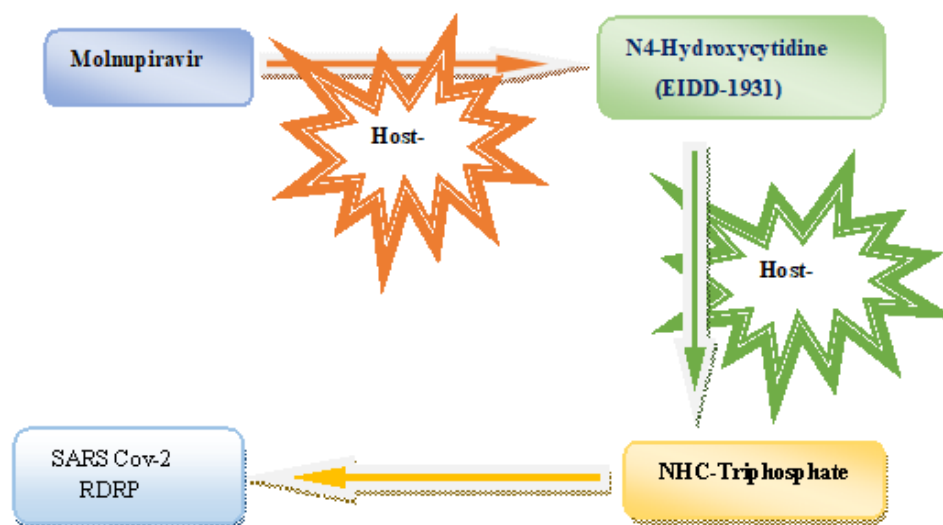 Molnupiravir
N4-Hydroxycytidine
(EIDD-1931)
Host-
Host-
NHC-Triphosphate
SARS Cov-2
RDRP